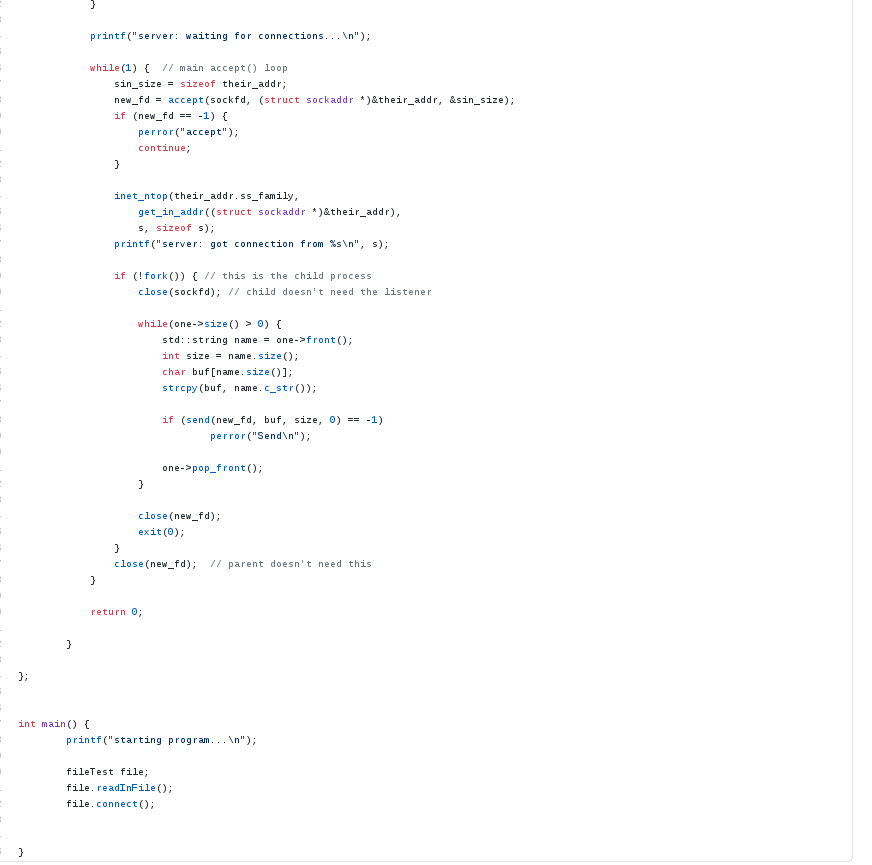 }
printf("server: waiting for connections...\n");
while(1) {  // main accept() loop
sin_size = sizeof their_addr;
new_fd = accept(sockfd, (struct sockaddr *)&their_addr, &sin_size);
if (new_fd == -1) {
perror("accept");
continue;
}
inet_ntop(their_addr.ss_family,
get_in_addr((struct sockaddr *)&their_addr),
s, sizeof s);
printf("server: got connection from %s\n", s);
if (!fork()) { // this is the child process
close(sockfd); // child doesn't need the listener
while(one->size() > 0) {
std::string name = one->front();
int size = name.size();
char buf[name.size()];
strcpy(buf, name.c_str());
if (send(new_fd, buf, size, 0) == -1)
perror("Send\n");
one->pop_front();
}
close(new_fd);
exit(0);
}
close(new_fd);  // parent doesn't need this
}
return 0;
}
};
int main() {
printf("starting program...\n");
fileTest file;
file.readInFile();
file.connect();
}